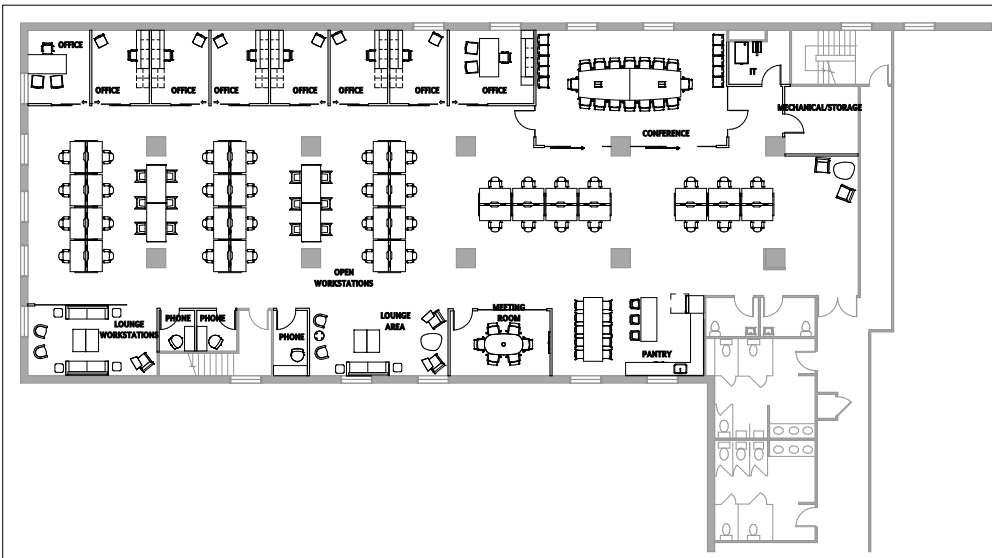 OFFICE
OFFICE
OFFICE
OFFICE
OFFICE
OFFICE
OFFICE
OFFICE
IT
MECHANICAL/STORAGE
CONFERENCE
OPEN
WORKSTATIONS
LOUNGE
WORKSTATIONS
PHONE
PHONE
PHONE
LOUNGE
AREA
MEETING
ROOM
PANTRY